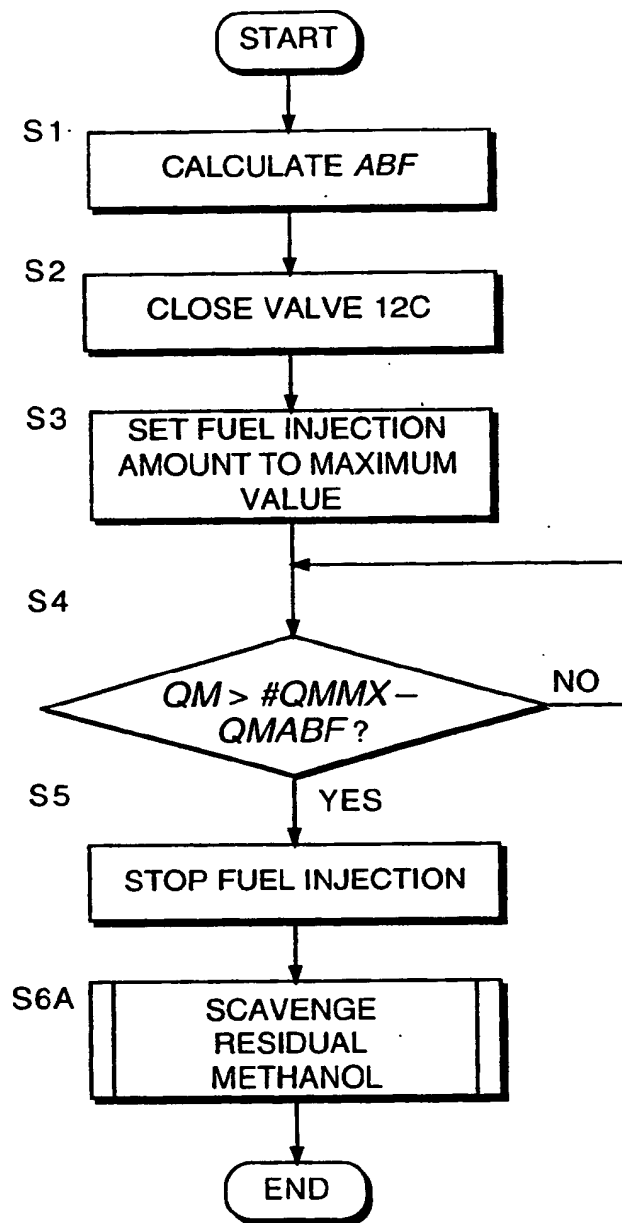 START
S1
CALCULATE ABF
S2
CLOSE VALVE 12C
S3
SET FUEL INJECTION
AMOUNT TO MAXIMUM
VALUE
S4
QM > #QMMX –
QMABF ?
NO
YES
S5
STOP FUEL INJECTION
S6A
SCAVENGE
RESIDUAL
METHANOL
END